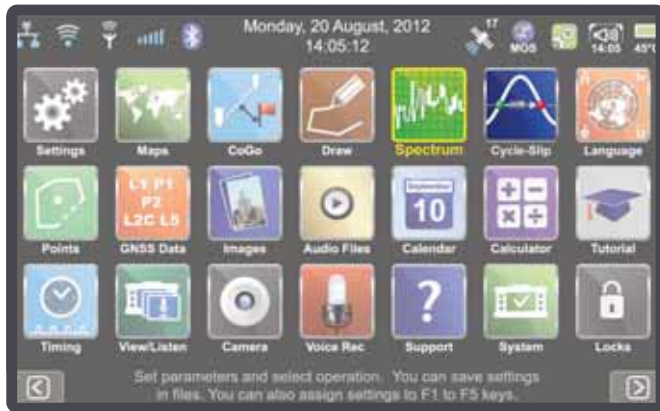 Monday, 20 August, 2012
14:05:12
17
MOS
14:05
45°C
Settings
Maps
CoGo
Draw
Spectrum
Cycle-Slip
Language
Points
L1 P1
P2
L2C L5
GNSS Data
Images
Audio Files
September
10
Calendar
Calculator
Tutorial
Timing
View/Listen
Camera
Voice Rec
?
Support
System
Locks
Set parameters and select operation. You can save settings
in files. You can also assign settings to F1 to F5 keys.